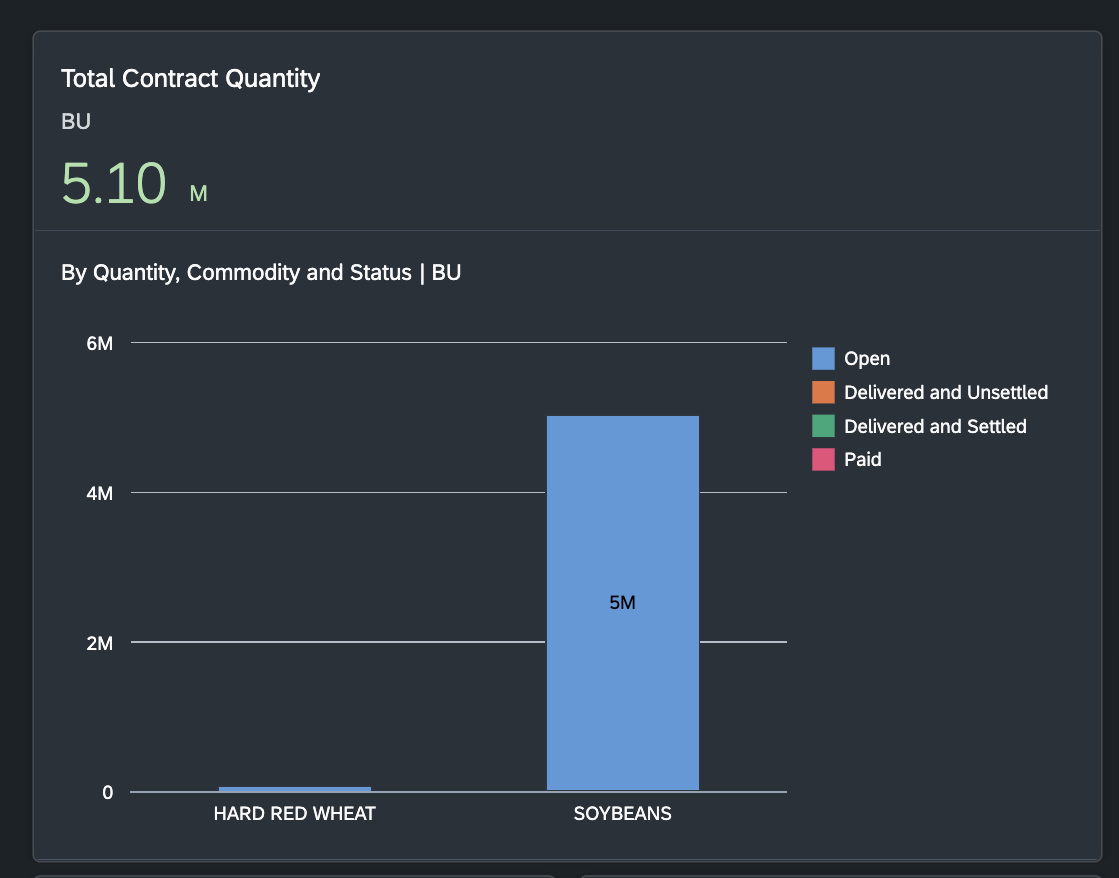 Total Contract Quantity
BU
5.10 M
By Quantity, Commodity and Status | BU
6M
4M
2M
0
5M
HARD RED WHEAT
SOYBEANS
Open
Delivered and Unsettled
Delivered and Settled
Paid